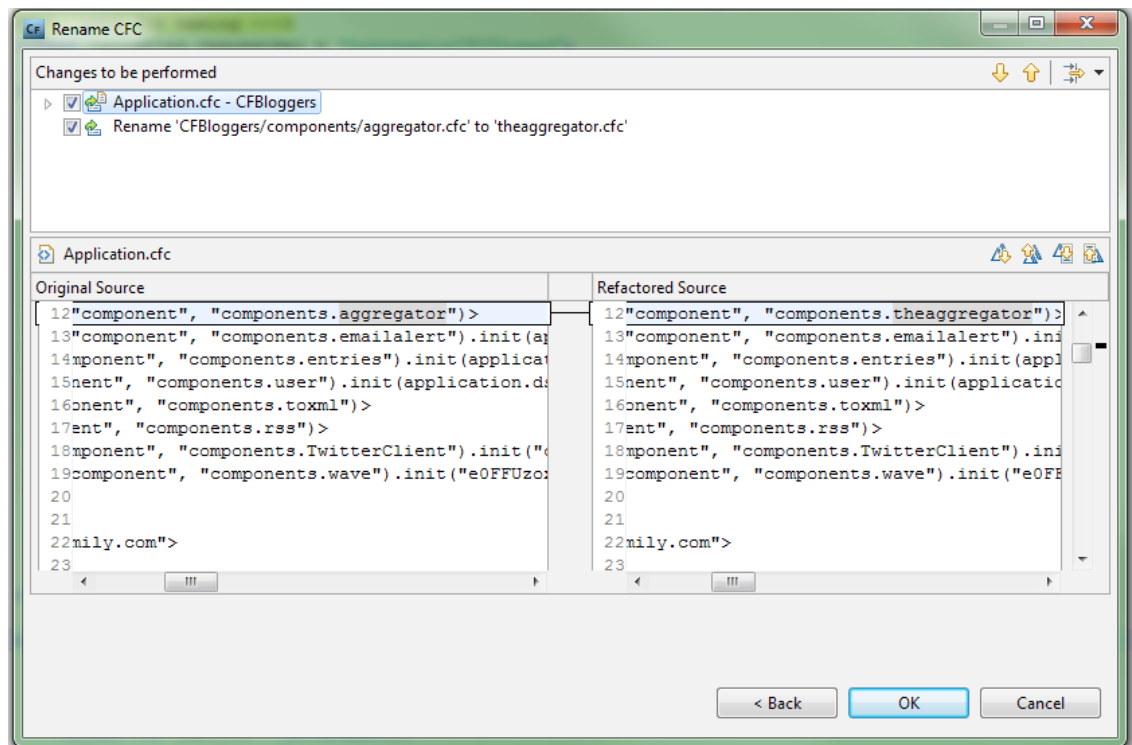 CF Rename CFC
Changes to be performed
Application.cfc - CFBloggers
Rename 'CFBloggers/components/aggregator.cfc' to 'theaggregator.cfc'
Application.cfc
Original Source
12"component", "components.aggregator")>
13"component", "components.emailalert").init(a
14mponent", "components.entries").init(applicat
15nent", "components.user").init(application.d
16onent", "components.toxml")>
17ent", "components.rss")>
18mponent", "components.TwitterClient").init("
19component", "components.wave").init("e0FFUzo
20
21
22mily.com">
23
Refactored Source
12"component", "components.theaggregator")>
13"component", "components.emailalert").ini
14mponent", "components.entries").init(appl
15nent", "components.user").init(applicatio
16onent", "components.toxml")>
17ent", "components.rss")>
18mponent", "components.TwitterClient").ini
19component", "components.wave").init("e0FF
20
21
22mily.com">
23
< Back
OK
Cancel